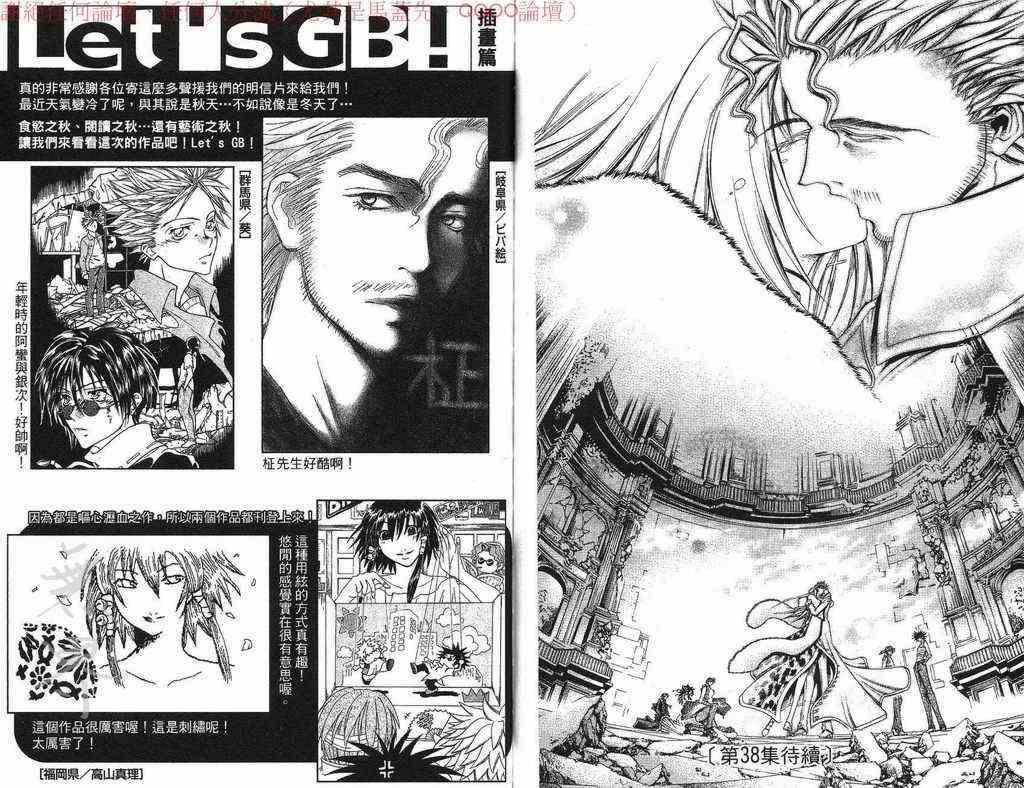 Let's GB!
插畫篇
真的非常感謝各位寄這麼多聲援我們的明信片來給我們！
最近天氣變冷了呢，與其說是秋天…不如說像是冬天了…
食慾之秋、閱讀之秋…還有藝術之秋！
讓我們來看看這次的作品吧！Let's GB！
[岐阜県／ビバ絵]
柾
柾先生好酷啊！
[群馬県／葵]
年輕時的阿蠻與銀次！好帥啊！
因為都是嘔心瀝血之作，所以兩個作品都刊登上來！
這種用絃的方式真有趣！
悠閒的感覺實在很有意思喔。
這個作品很厲害喔！這是刺繡呢！
太厲害了！
[福岡県／高山真理]
〔第38集待續〕